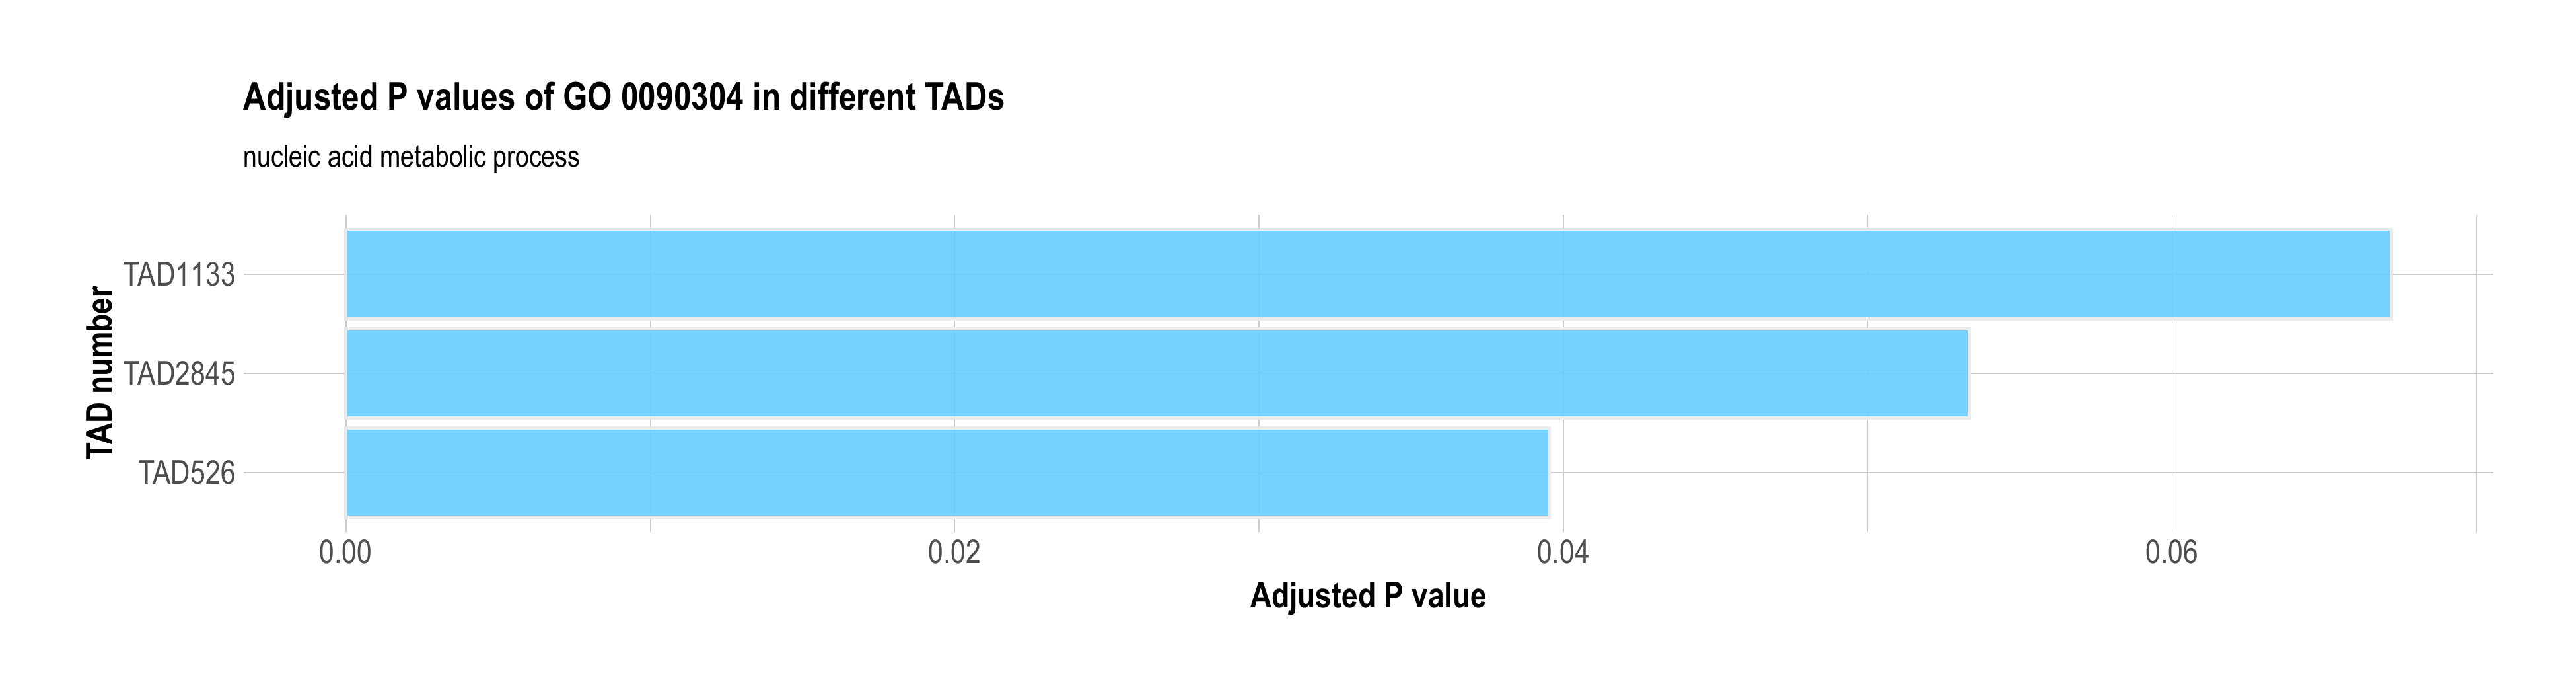 Adjusted P values of GO 0090304 in different TADs
nucleic acid metabolic process
TAD number
TAD1133
TAD2845
TAD526
0.00 0.02 0.04 0.06
Adjusted P value